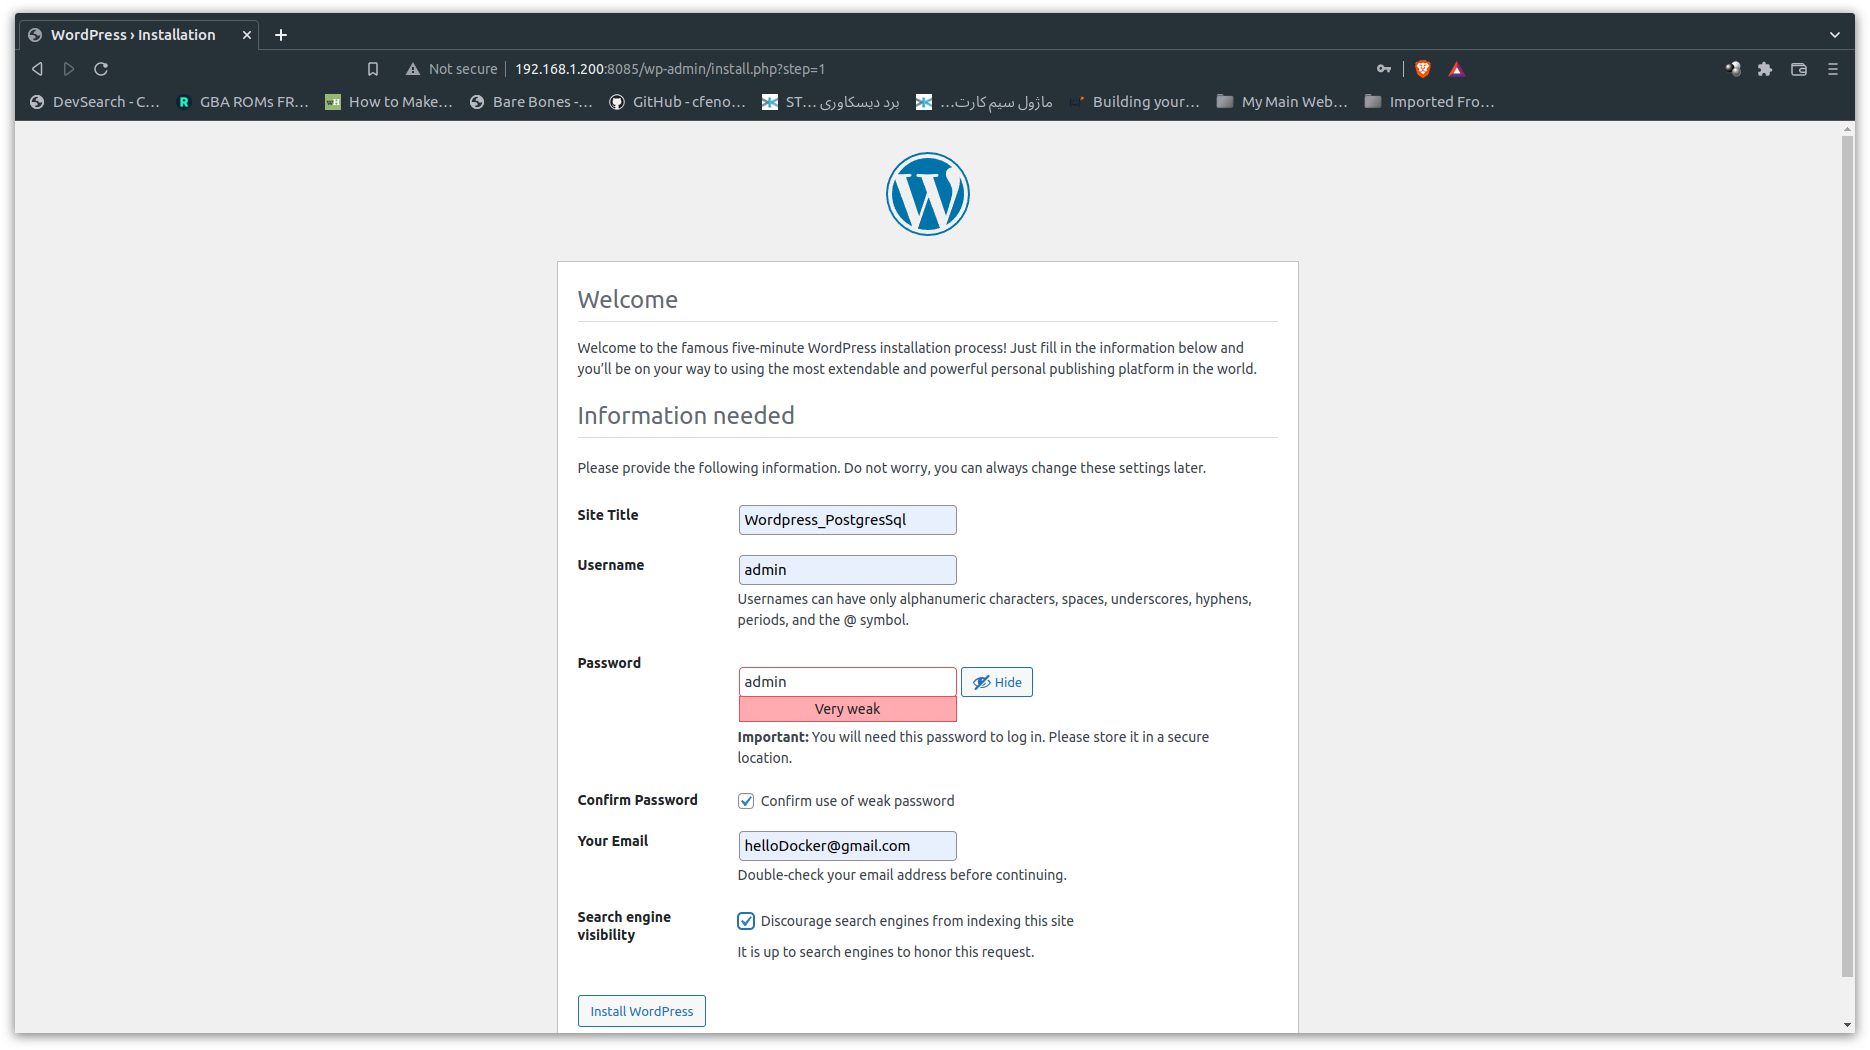 WordPress › Installation
Not secure
192.168.1.200:8085/wp-admin/install.php?step=1
DevSearch - C...
GBA ROMs FR...
How to Make...
Bare Bones -...
GitHub - cfeno...
برد دیسکاوری ST...
ماژول سیم کارت...
Building your...
My Main Web...
Imported Fro...
Welcome
Welcome to the famous five-minute WordPress installation process! Just fill in the information below and
you’ll be on your way to using the most extendable and powerful personal publishing platform in the world.
Information needed
Please provide the following information. Do not worry, you can always change these settings later.
Site Title
Wordpress_PostgresSql
Username
admin
Usernames can have only alphanumeric characters, spaces, underscores, hyphens,
periods, and the @ symbol.
Password
admin
Hide
Very weak
Important: You will need this password to log in. Please store it in a secure
location.
Confirm Password
Confirm use of weak password
Your Email
helloDocker@gmail.com
Double-check your email address before continuing.
Search engine
visibility
Discourage search engines from indexing this site
It is up to search engines to honor this request.
Install WordPress